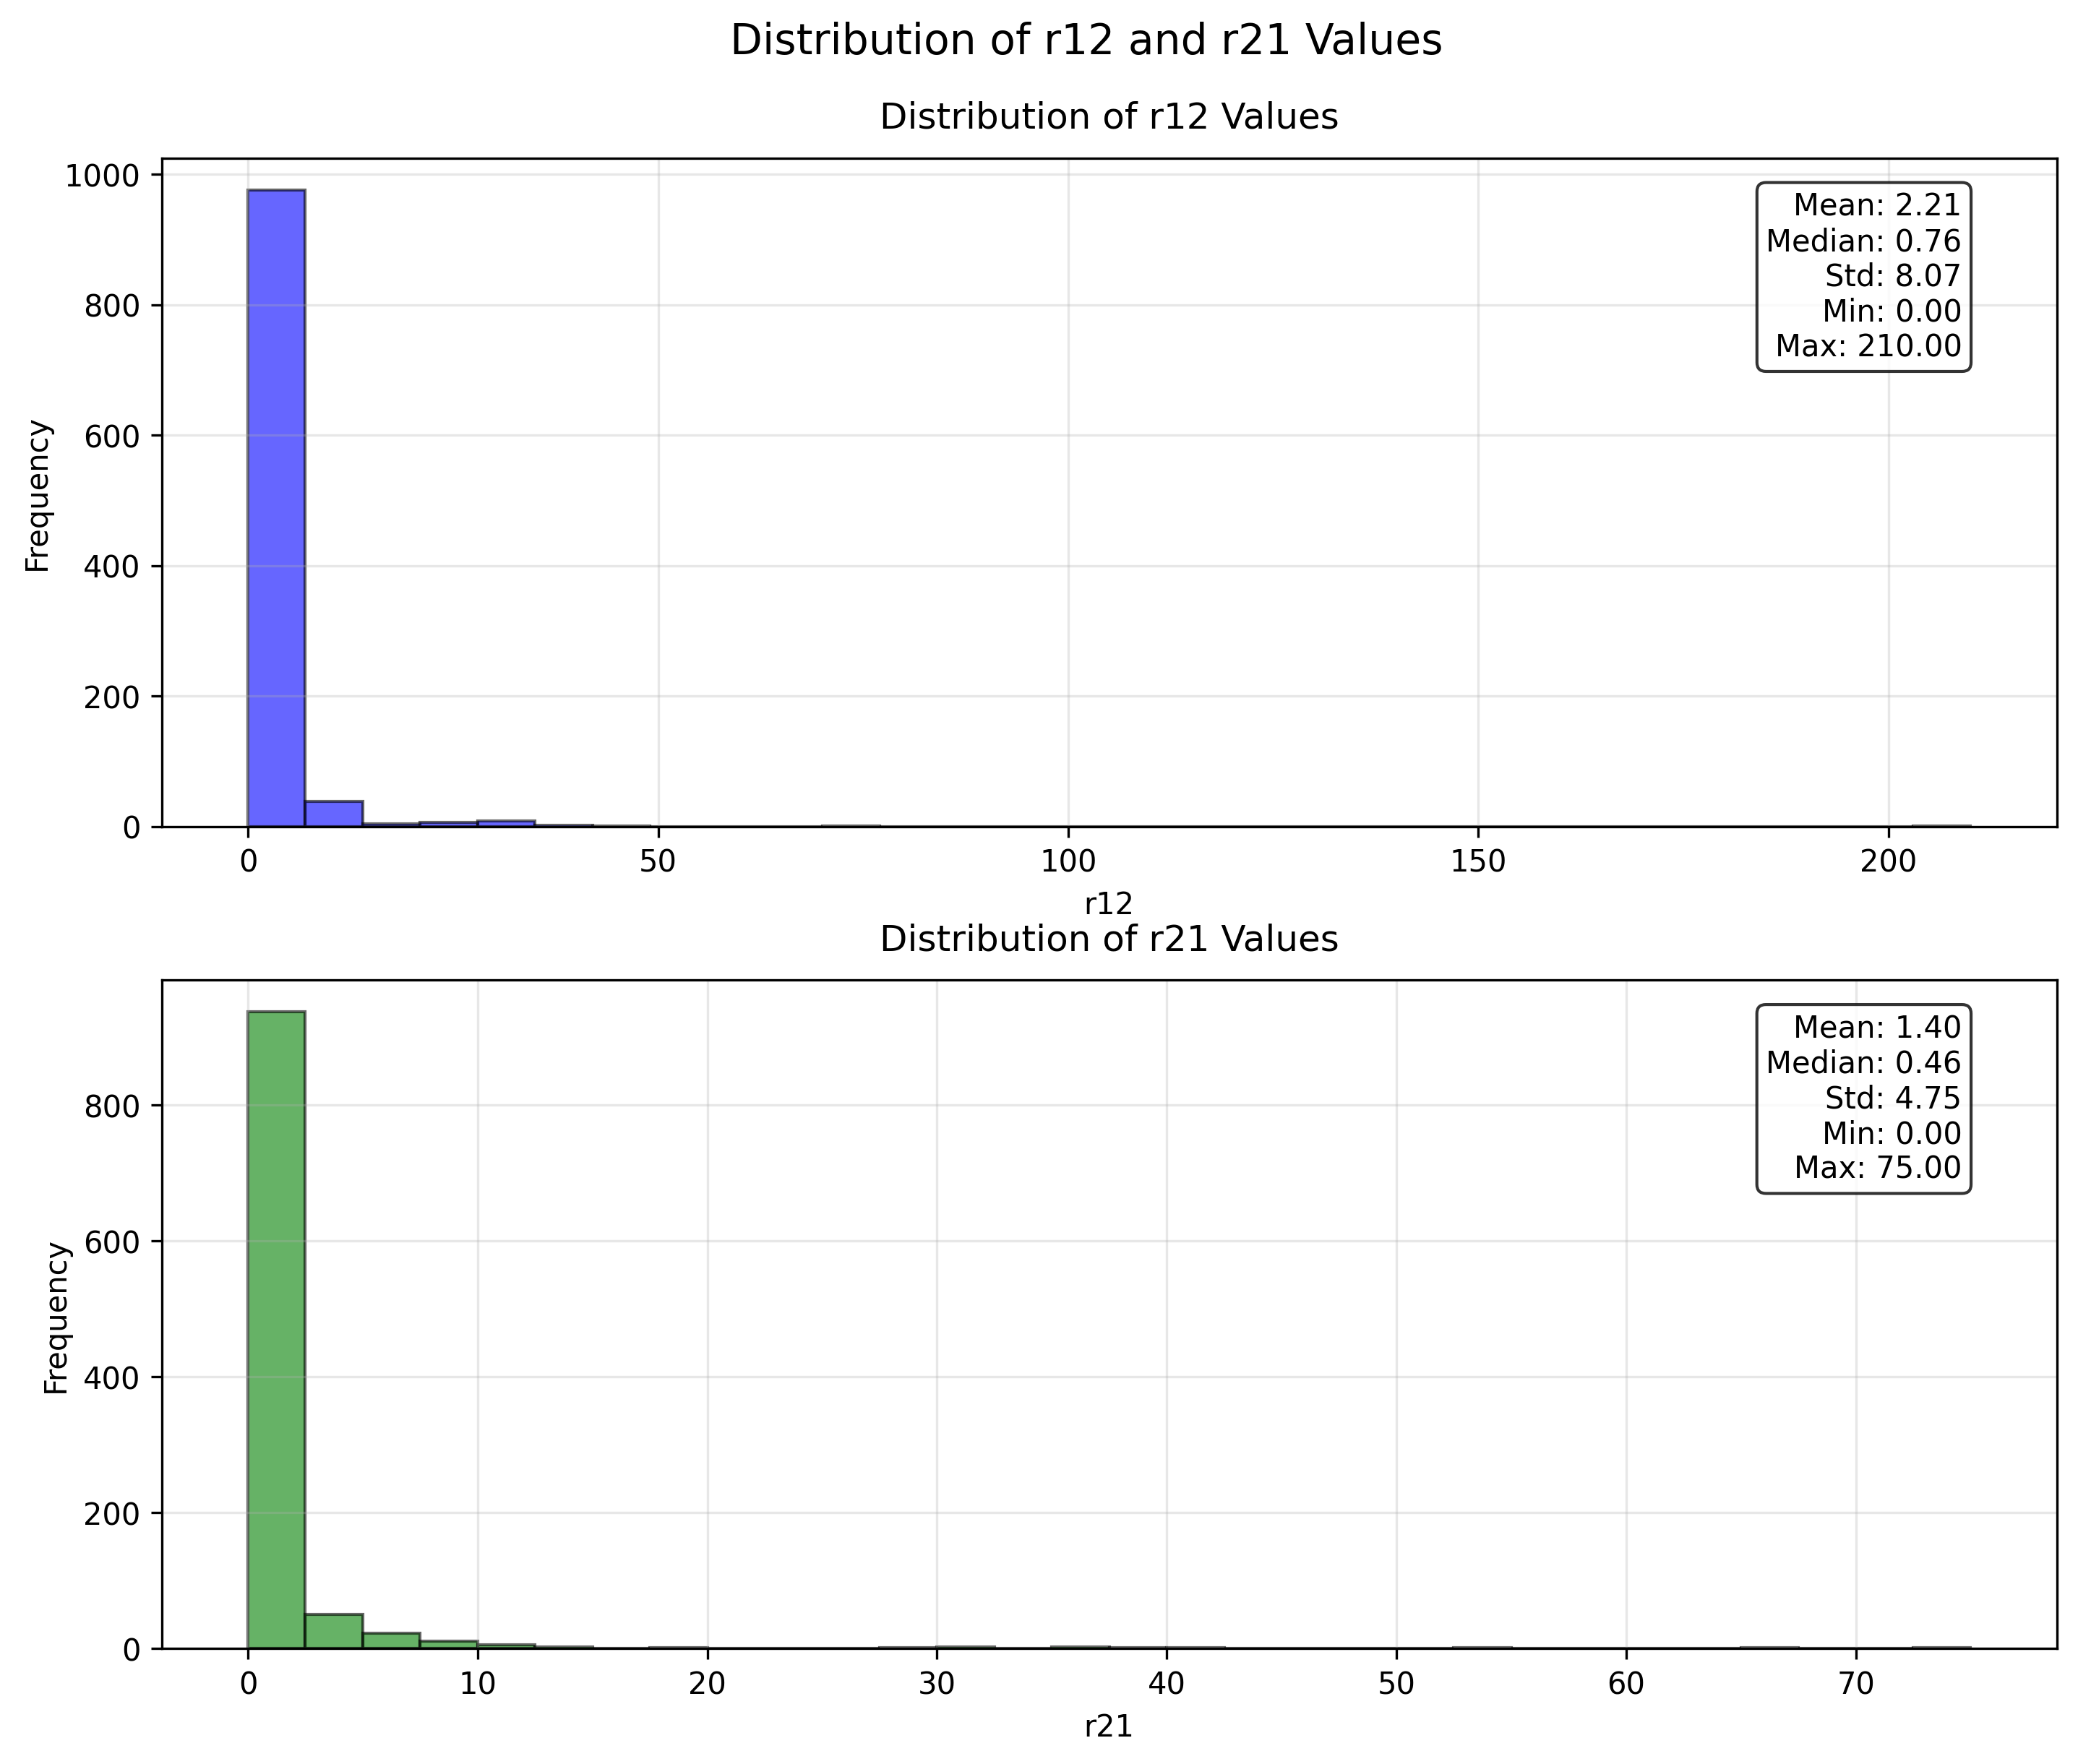 Distribution of r12 and r21 Values
Distribution of r12 Values
1000
800
600
400
200
0
Frequency
Mean: 2.21
Median: 0.76
Std: 8.07
Min: 0.00
Max: 210.00
0 50 100 150 200
r12
Distribution of r21 Values
800
600
400
200
0
Frequency
Mean: 1.40
Median: 0.46
Std: 4.75
Min: 0.00
Max: 75.00
0 10 20 30 40 50 60 70
r21